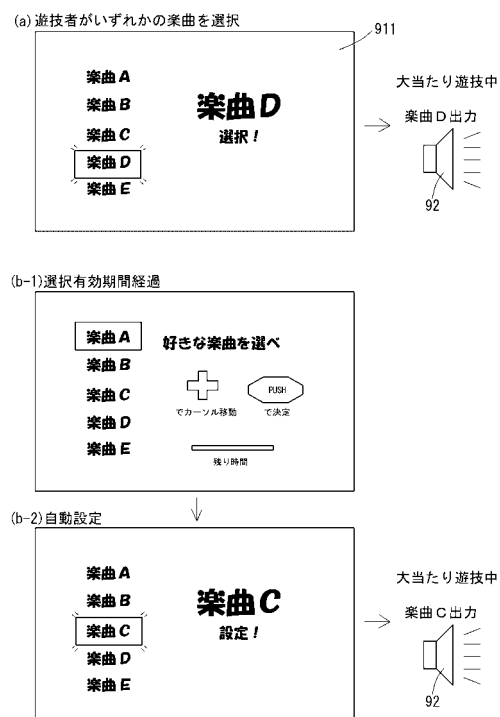 (a)遊技者がいずれかの楽曲を選択
911
楽曲A
楽曲B
楽曲C
楽曲D
楽曲E
楽曲D
選択！
大当たり遊技中
楽曲D出力
92
(b-1)選択有効期間経過
楽曲A
楽曲B
楽曲C
楽曲D
楽曲E
好きな楽曲を選べ
PUSH
でカーソル移動
で決定
残り時間
(b-2)自動設定
楽曲A
楽曲B
楽曲C
楽曲D
楽曲E
楽曲C
設定！
大当たり遊技中
楽曲C出力
92